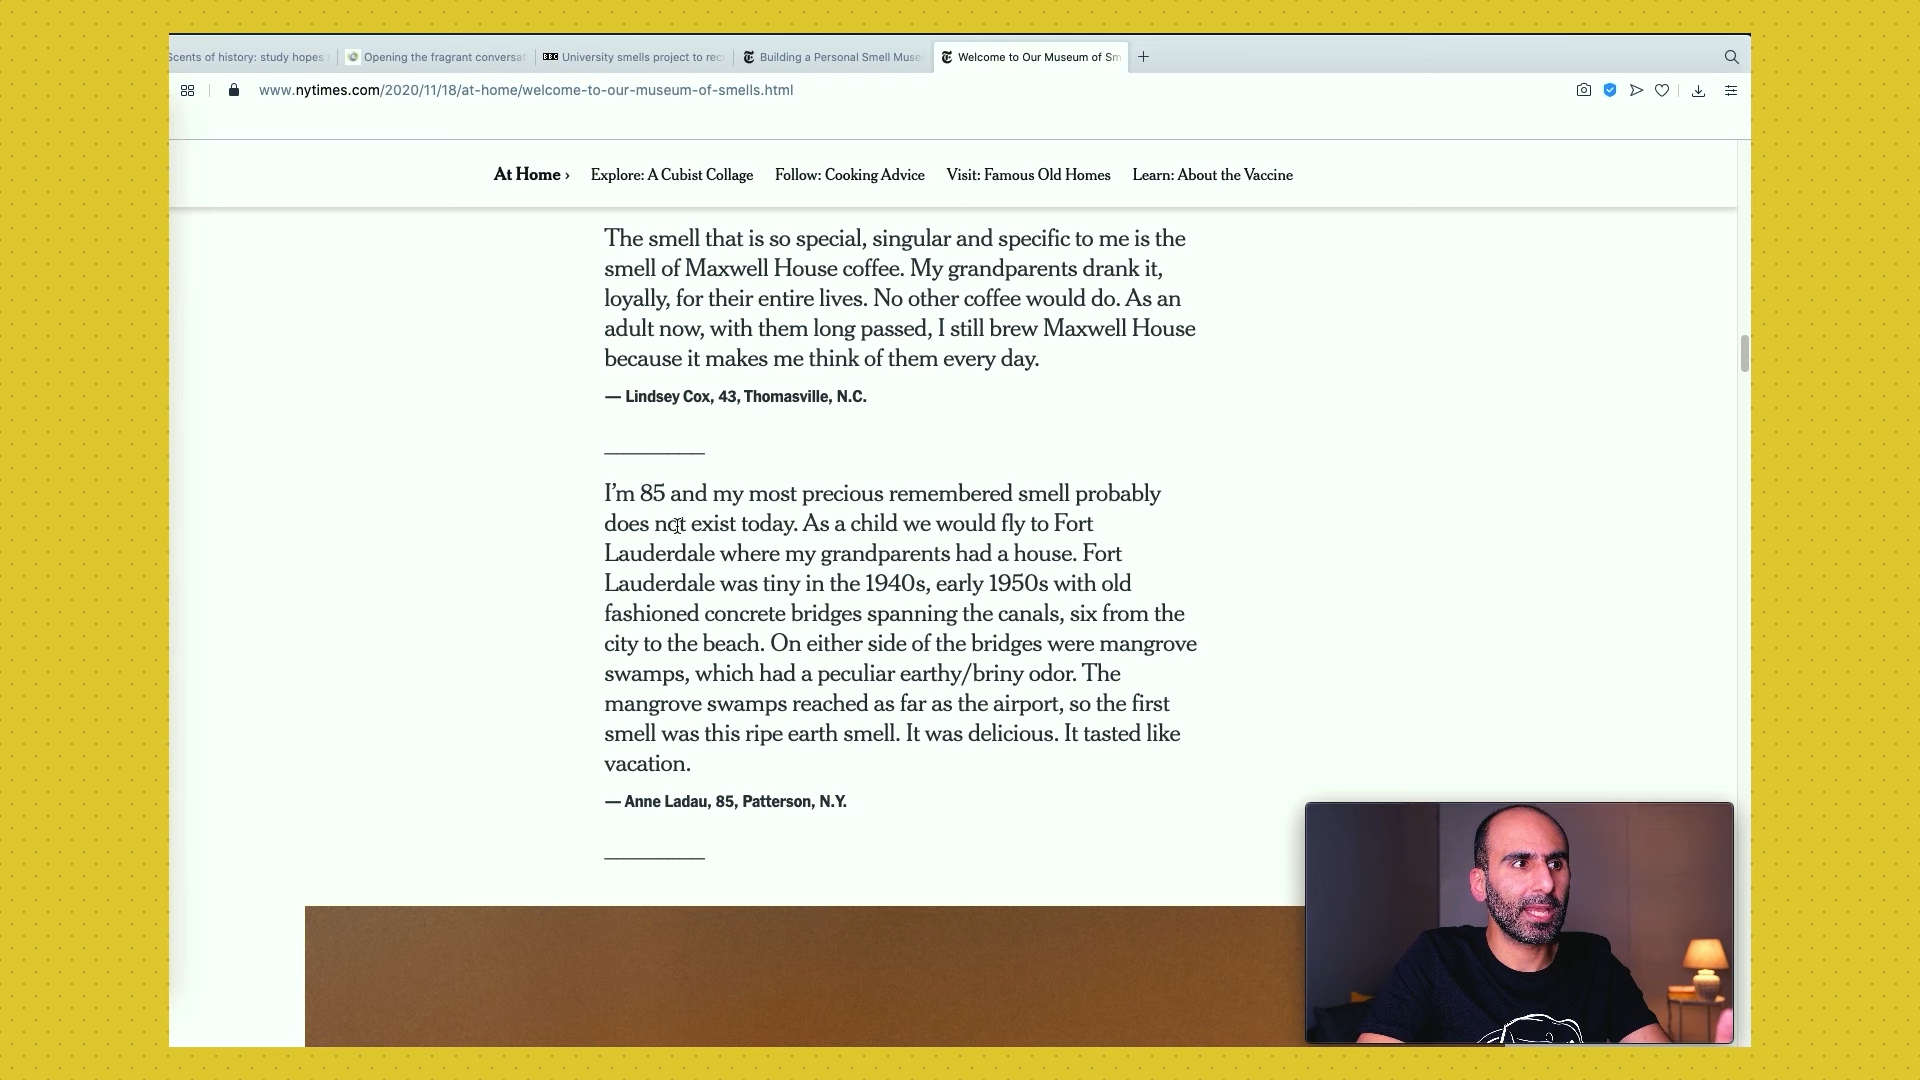 Scents of history: study hopes
Opening the fragrant conversat
University smells project to rec
Building a Personal Smell Muse
Welcome to Our Museum of Sm
www.nytimes.com/2020/11/18/at-home/welcome-to-our-museum-of-smells.html
At Home › Explore: A Cubist Collage Follow: Cooking Advice Visit: Famous Old Homes Learn: About the Vaccine
The smell that is so special, singular and specific to me is the
smell of Maxwell House coffee. My grandparents drank it,
loyally, for their entire lives. No other coffee would do. As an
adult now, with them long passed, I still brew Maxwell House
because it makes me think of them every day.
— Lindsey Cox, 43, Thomasville, N.C.
I’m 85 and my most precious remembered smell probably
does not exist today. As a child we would fly to Fort
Lauderdale where my grandparents had a house. Fort
Lauderdale was tiny in the 1940s, early 1950s with old
fashioned concrete bridges spanning the canals, six from the
city to the beach. On either side of the bridges were mangrove
swamps, which had a peculiar earthy/briny odor. The
mangrove swamps reached as far as the airport, so the first
smell was this ripe earth smell. It was delicious. It tasted like
vacation.
— Anne Ladau, 85, Patterson, N.Y.